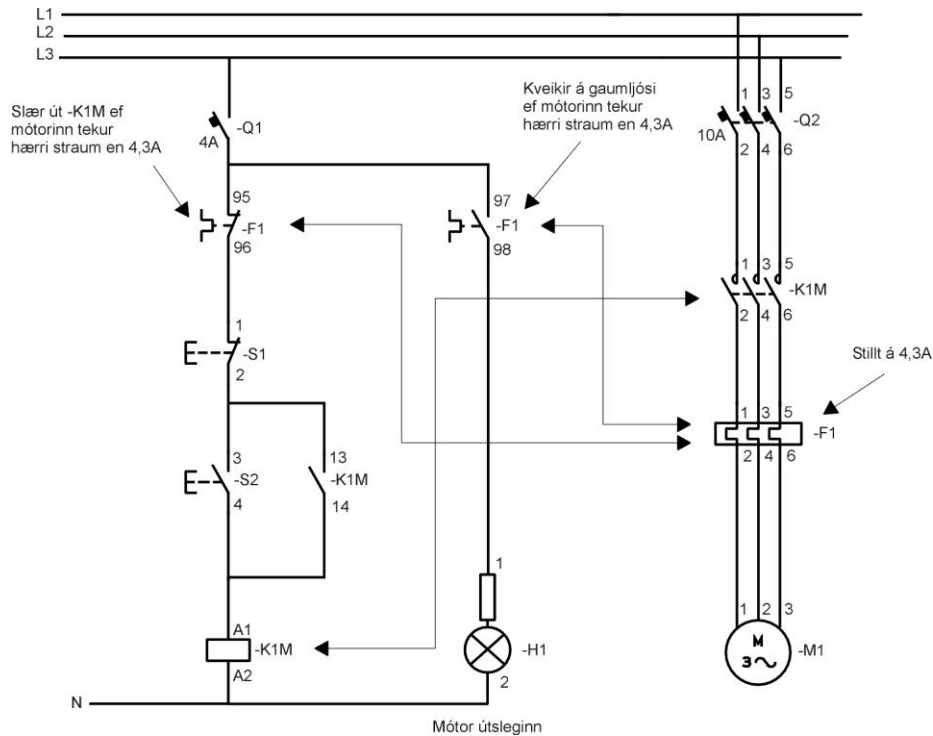 L1
L2
L3
Slær út -K1M ef
mótorinn tekur
hærri straum en 4,3A
-Q1
4A
Kveikir á gaumljósi
ef mótorinn tekur
hærri straum en 4,3A
1 3 5
-Q2
10A
2 4 6
95
-F1
96
97
-F1
98
1 3 5
-K1M
2 4 6
1
-S1
2
Stillt á 4,3A
1 3 5
-F1
2 4 6
3
-S2
4
13
-K1M
14
1
-H1
2
A1
-K1M
A2
1 2 3
M
3~
-M1
N
Mótor útsleginn